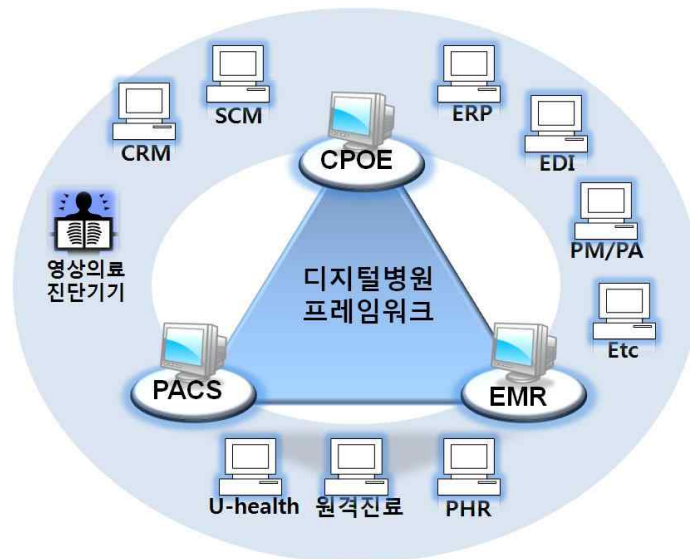 SCM
ERP
CRM
CPOE
EDI
영상의료
진단기기
디지털병원
프레임워크
PM/PA
Etc
PACS
EMR
U-health
원격진료
PHR